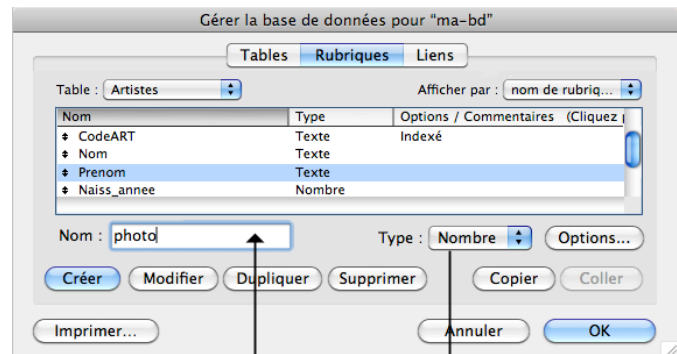 Gérer la base de données pour “ma-bd”
Tables Rubriques Liens
Table : Artistes Afficher par : nom de rubriq...
Nom Type Options / Commentaires (Cliquez
CodeART Texte Indexé
Nom Texte
Prenom Texte
Naiss_annee Nombre
Nom : photo Type : Nombre Options...
Créer Modifier Dupliquer Supprimer Copier Coller
Imprimer... Annuler OK